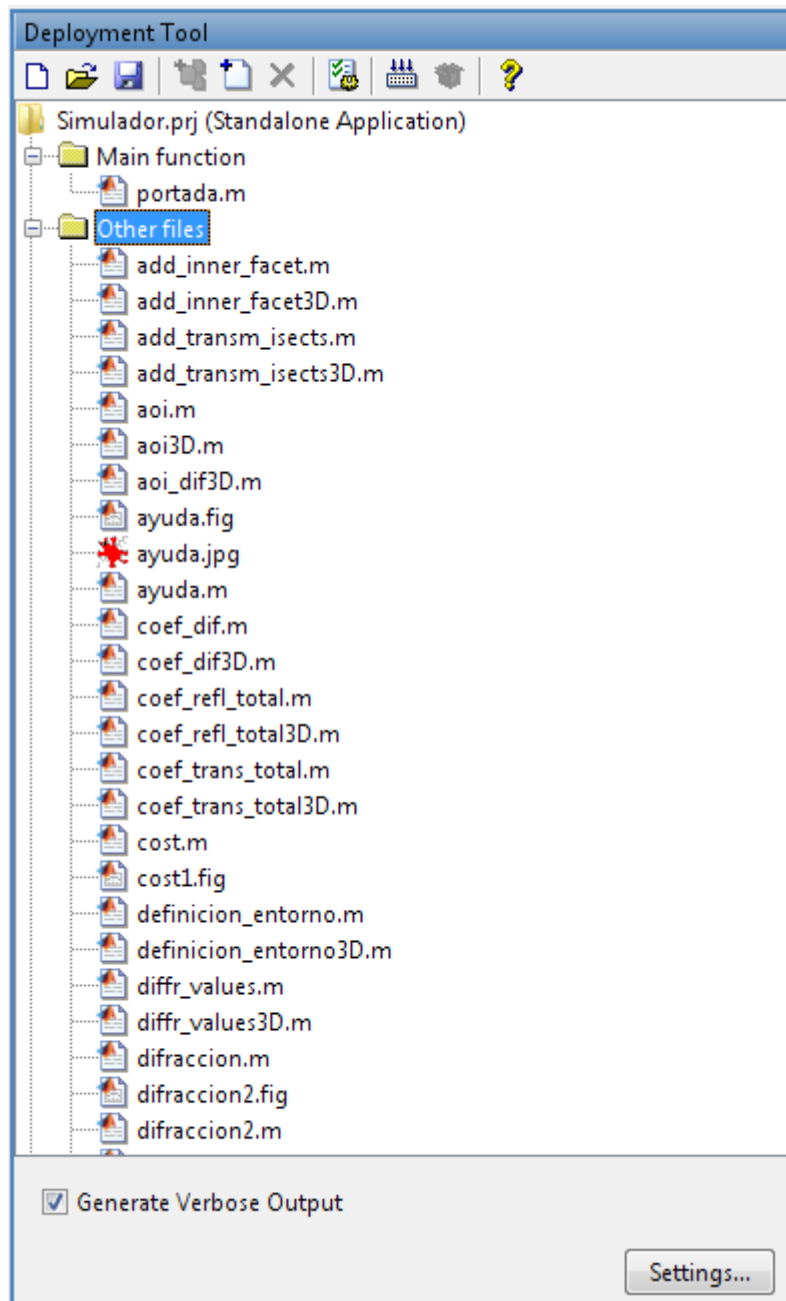 Deployment Tool
Simulador.prj (Standalone Application)
Main function
portada.m
Other files
add_inner_facet.m
add_inner_facet3D.m
add_transm_isects.m
add_transm_isects3D.m
aoi.m
aoi3D.m
aoi_dif3D.m
ayuda.fig
ayuda.jpg
ayuda.m
coef_dif.m
coef_dif3D.m
coef_refl_total.m
coef_refl_total3D.m
coef_trans_total.m
coef_trans_total3D.m
cost.m
cost1.fig
definicion_entorno.m
definicion_entorno3D.m
diffr_values.m
diffr_values3D.m
difraccion.m
difraccion2.fig
difraccion2.m
Generate Verbose Output
Settings...